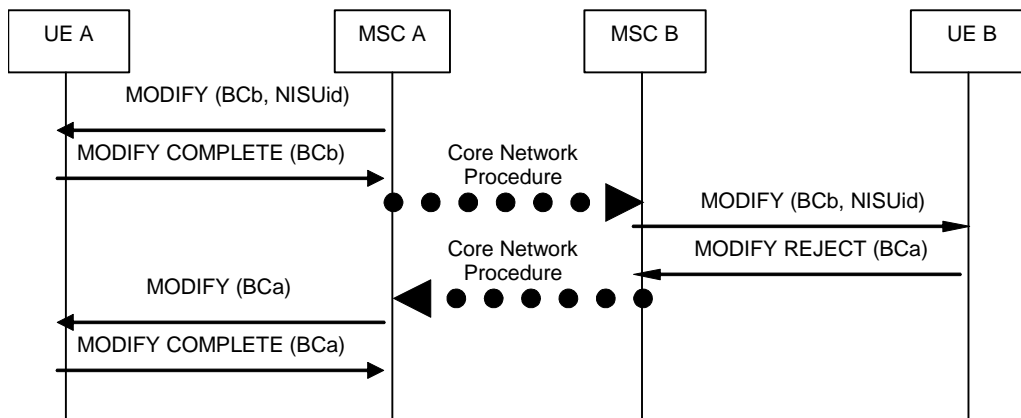 UE A
MSC A
MSC B
UE B
MODIFY (BCb, NISUid)
MODIFY COMPLETE (BCb)
Core Network
Procedure
MODIFY (BCb, NISUid)
Core Network
Procedure
MODIFY REJECT (BCa)
MODIFY (BCa)
MODIFY COMPLETE (BCa)